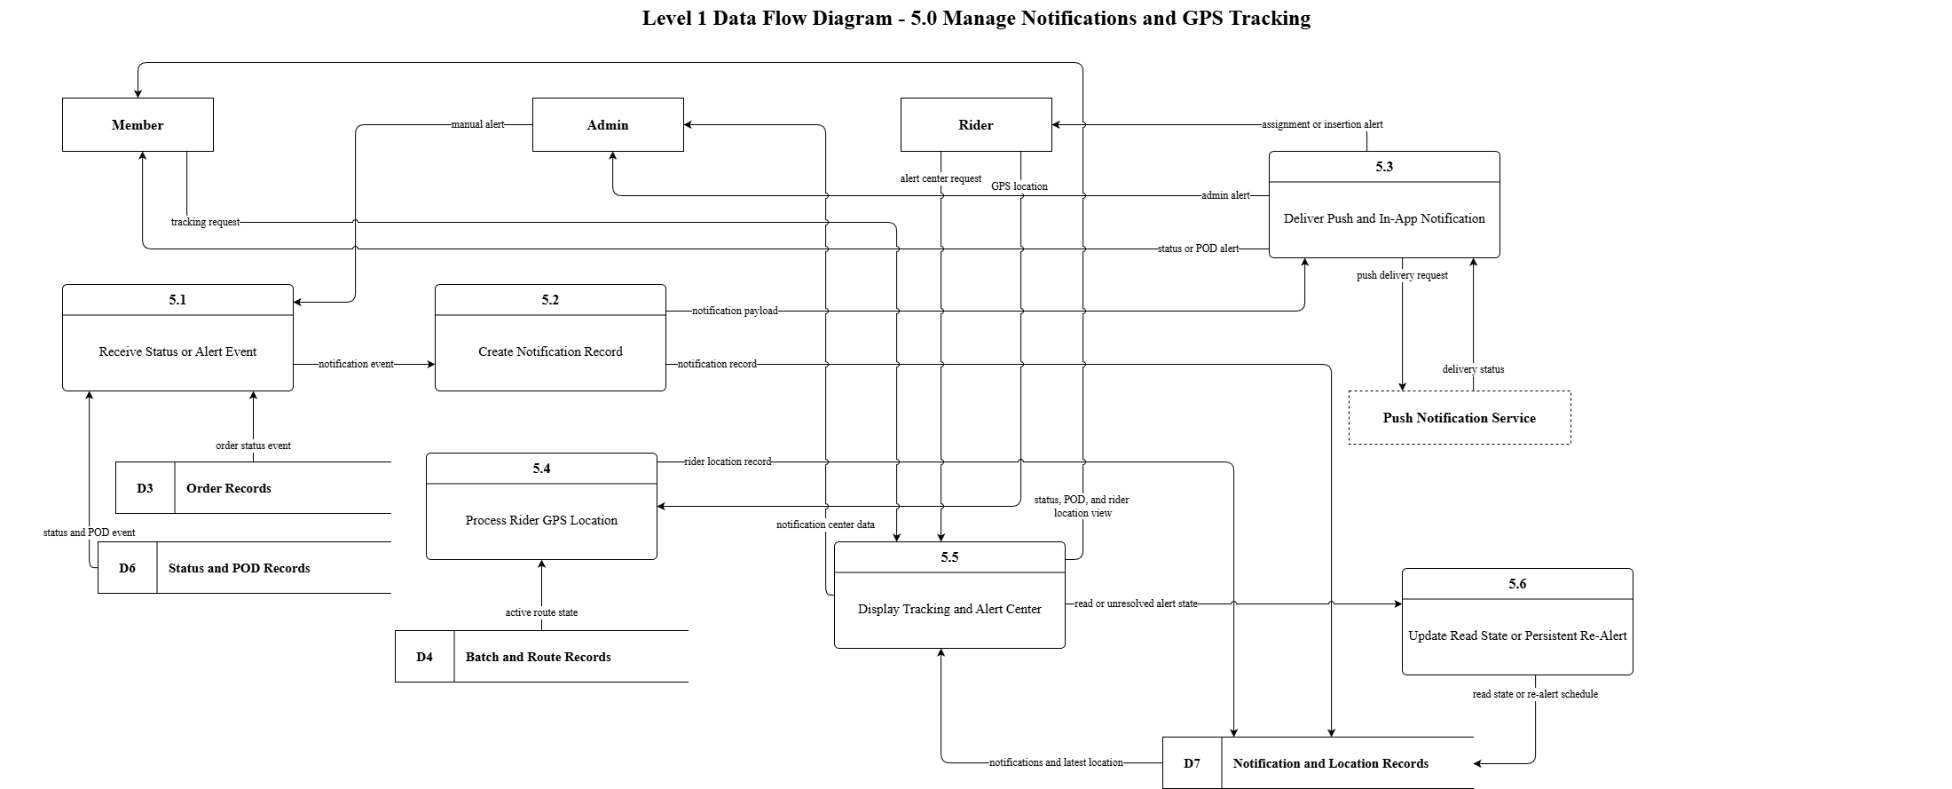 Level 1 Data Flow Diagram - 5.0 Manage Notifications and GPS Tracking
Member
manual alert
Admin
Rider
assignment or insertion alert
5.3
alert center request
GPS location
admin alert
Deliver Push and In-App Notification
tracking request
status or POD alert
push delivery request
5.1
5.2
notification payload
Receive Status or Alert Event
notification event
Create Notification Record
notification record
delivery status
Push Notification Service
order status event
D3
Order Records
5.4
rider location record
Process Rider GPS Location
status, POD, and rider
location view
notification center data
status and POD event
D6
Status and POD Records
5.5
Display Tracking and Alert Center
read or unresolved alert state
5.6
Update Read State or Persistent Re-Alert
active route state
D4
Batch and Route Records
read state or re-alert schedule
notifications and latest location
D7
Notification and Location Records